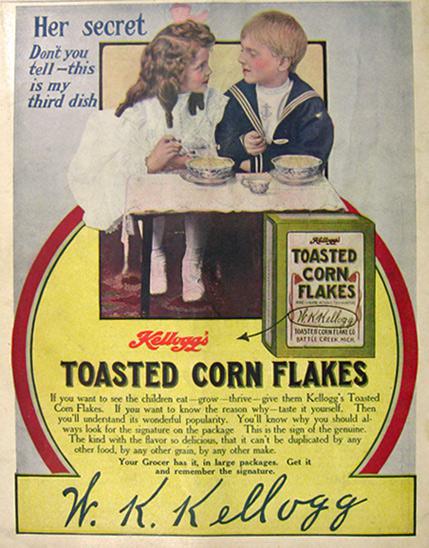 Her secret
Don't you
tell—this
is my
third dish
Kellogg's
TOASTED
CORN
FLAKES
W.K.Kellogg
TOASTED CORN FLAKE CO.
BATTLE CREEK, MICH.
Kellogg's
TOASTED CORN FLAKES
If you want to see the children eat—grow—thrive—give them Kellogg's Toasted
Corn Flakes. If you want to know the reason why—taste it yourself. Then
you'll understand its wonderful popularity. You'll know why you should al-
ways look for the signature on the package This is the sign of the genuine.
The kind with the flavor so delicious, that it can't be duplicated by any
other food, by any other grain, by any other make.
Your Grocer has it, in large packages. Get it
and remember the signature.
W. K. Kellogg